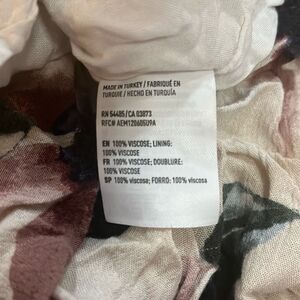 MADE IN TURKEY / FABRIQUÉ EN
TURQUIE / HECHO EN TURQUÍA
RN 54485/CA 03873
RFC# AEM120605U9A
EN 100% VISCOSE; LINING:
100% VISCOSE
FR 100% VISCOSE; DOUBLURE:
100% VISCOSE
SP 100% viscosa; FORRO: 100% viscosa